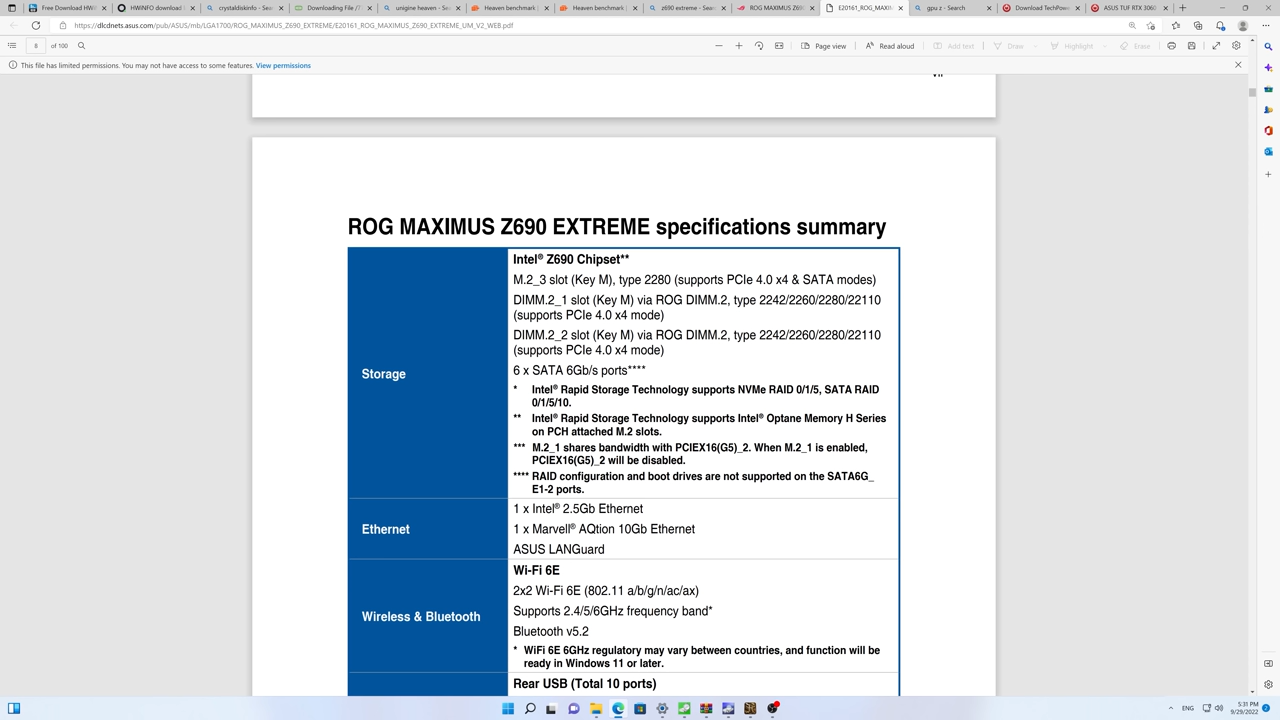 Free Download HWi
HWiNFO download
crystaldiskinfo - Sea
Downloading File /7
unigine heaven - Se
Heaven benchmark
Heaven benchmark
z690 extreme - Sea
ROG MAXIMUS Z69
E20161_ROG_MAXIM
gpu z - Search
Download TechPow
ASUS TUF RTX 3060
https://dlcdnets.asus.com/pub/ASUS/mb/LGA1700/ROG_MAXIMUS_Z690_EXTREME/E20161_ROG_MAXIMUS_Z690_EXTREME_UM_V2_WEB.pdf
8 of 100
Page view
Read aloud
Add text
Draw
Highlight
Erase
This file has limited permissions. You may not have access to some features. View permissions
ROG MAXIMUS Z690 EXTREME specifications summary
Storage
Intel® Z690 Chipset**
M.2_3 slot (Key M), type 2280 (supports PCIe 4.0 x4 & SATA modes)
DIMM.2_1 slot (Key M) via ROG DIMM.2, type 2242/2260/2280/22110
(supports PCIe 4.0 x4 mode)
DIMM.2_2 slot (Key M) via ROG DIMM.2, type 2242/2260/2280/22110
(supports PCIe 4.0 x4 mode)
6 x SATA 6Gb/s ports****
* Intel® Rapid Storage Technology supports NVMe RAID 0/1/5, SATA RAID
0/1/5/10.
** Intel® Rapid Storage Technology supports Intel® Optane Memory H Series
on PCH attached M.2 slots.
*** M.2_1 shares bandwidth with PCIEX16(G5)_2. When M.2_1 is enabled,
PCIEX16(G5)_2 will be disabled.
**** RAID configuration and boot drives are not supported on the SATA6G_
E1-2 ports.
Ethernet
1 x Intel® 2.5Gb Ethernet
1 x Marvell® AQtion 10Gb Ethernet
ASUS LANGuard
Wireless & Bluetooth
Wi-Fi 6E
2x2 Wi-Fi 6E (802.11 a/b/g/n/ac/ax)
Supports 2.4/5/6GHz frequency band*
Bluetooth v5.2
* WiFi 6E 6GHz regulatory may vary between countries, and function will be
ready in Windows 11 or later.
Rear USB (Total 10 ports)
ENG
5:31 PM
9/29/2022